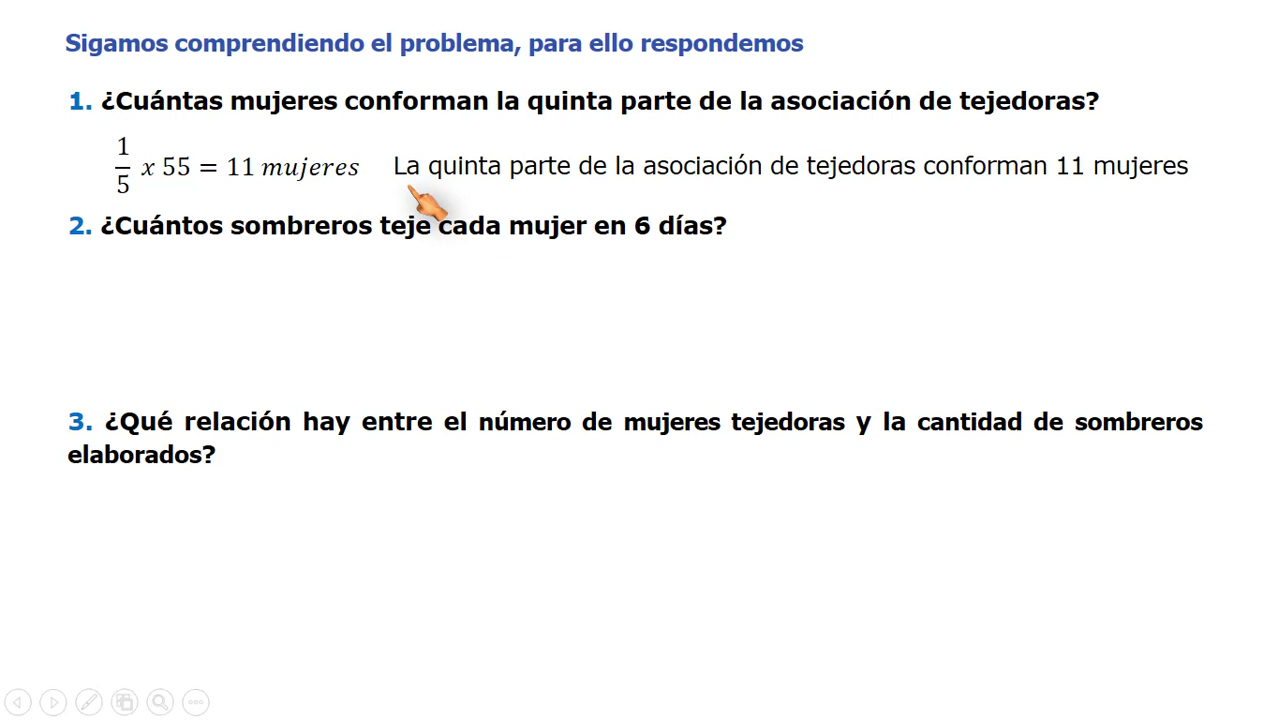 Sigamos comprendiendo el problema, para ello respondemos
1. ¿Cuántas mujeres conforman la quinta parte de la asociación de tejedoras?
1/5 x 55 = 11 mujeres La quinta parte de la asociación de tejedoras conforman 11 mujeres
2. ¿Cuántos sombreros teje cada mujer en 6 días?
3. ¿Qué relación hay entre el número de mujeres tejedoras y la cantidad de sombreros
elaborados?